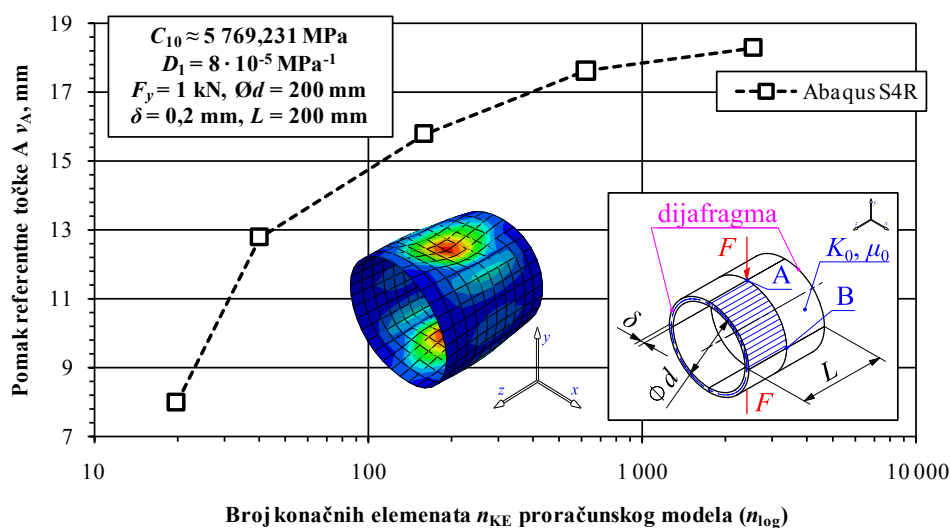 19
17
15
13
11
9
7
Pomak referentne točke A vA, mm
C10 ≈ 5 769,231 MPa
D1 = 8 · 10-5 MPa-1
Fy = 1 kN, Ød = 200 mm
δ = 0,2 mm, L = 200 mm
Abaqus S4R
y
z
x
dijafragma
F
K0, μ0
A
B
δ
Φ d
L
F
10
100
1 000
10 000
Broj konačnih elemenata nKE proračunskog modela (nlog)